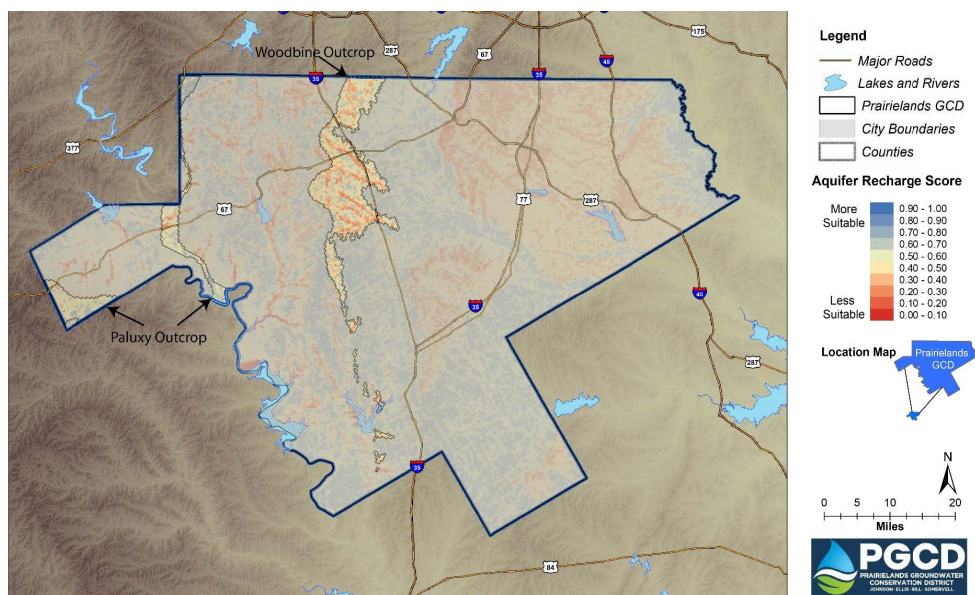 Woodbine Outcrop
287
67
175
35
35
45
377
67
77
287
Paluxy Outcrop
35
45
287
35
84
Legend
Major Roads
Lakes and Rivers
Prairielands GCD
City Boundaries
Counties
Aquifer Recharge Score
More
Suitable
0.90 - 1.00
0.80 - 0.90
0.70 - 0.80
0.60 - 0.70
0.50 - 0.60
0.40 - 0.50
0.30 - 0.40
0.20 - 0.30
0.10 - 0.20
0.00 - 0.10
Less
Suitable
Location Map
Prairielands
GCD
N
0 5 10 20
Miles
PGCD
PRAIRIELANDS GROUNDWATER
CONSERVATION DISTRICT
JOHNSON · ELLIS · HILL · SOMERVELL